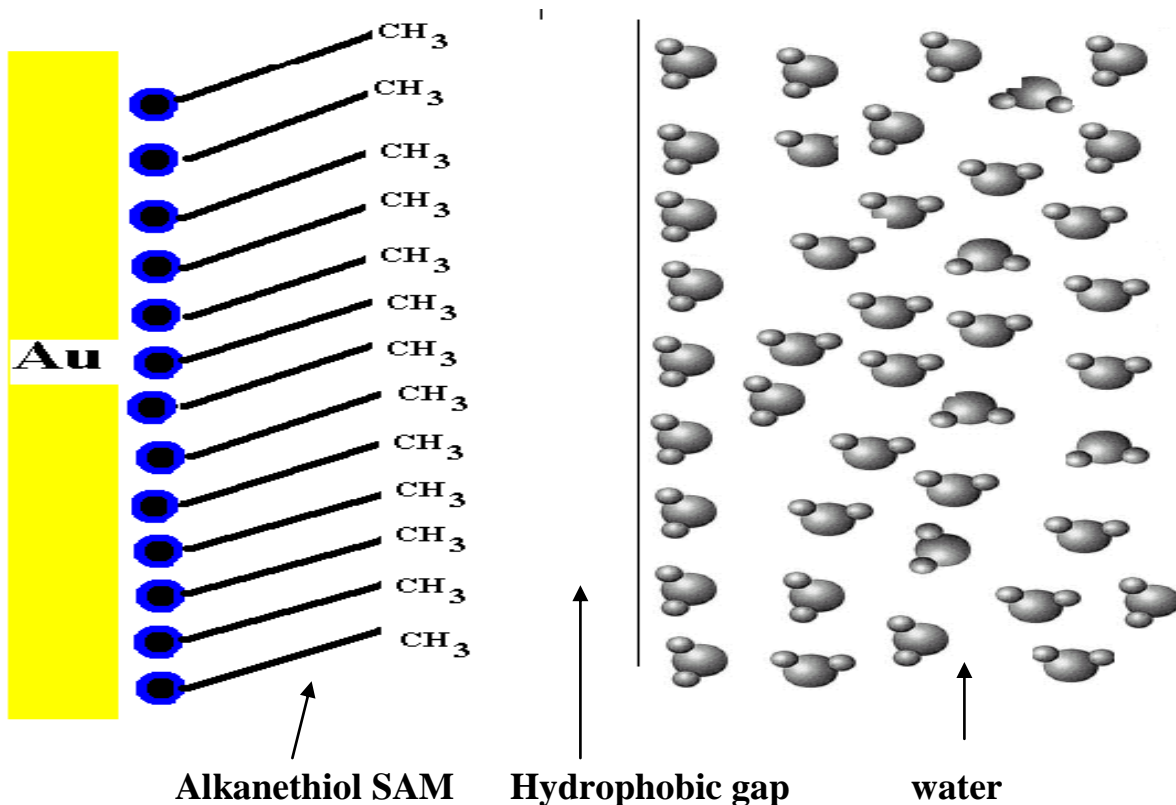 CH₃
CH₃
CH₃
CH₃
CH₃
CH₃
Au
CH₃
CH₃
CH₃
CH₃
CH₃
CH₃
CH₃
Alkanethiol SAM
Hydrophobic gap
water